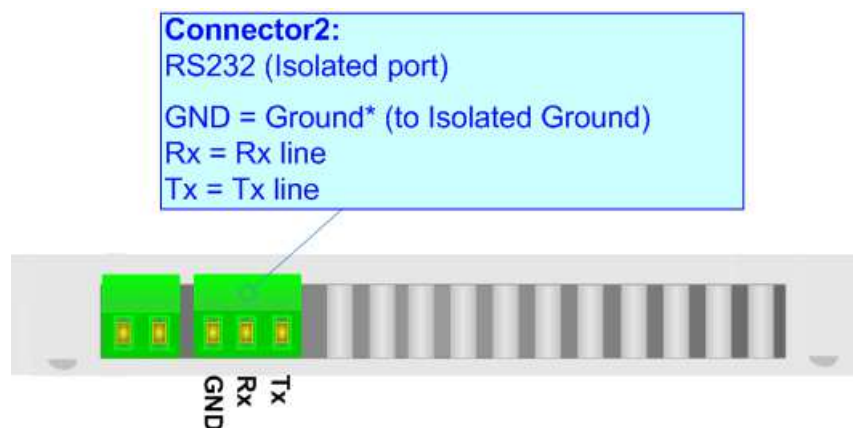 Connector2:
RS232 (Isolated port)
GND = Ground* (to Isolated Ground)
Rx = Rx line
Tx = Tx line
GND
Rx
Tx